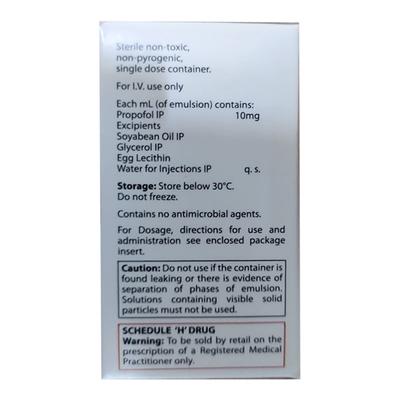 Sterile non-toxic,
non-pyrogenic,
single dose container.
For I.V. use only
Each mL (of emulsion) contains:
Propofol IP 10mg
Excipients
Soyabean Oil IP
Glycerol IP
Egg Lecithin
Water for Injections IP q. s.
Storage: Store below 30°C.
Do not freeze.
Contains no antimicrobial agents.
For Dosage, directions for use and
administration see enclosed package
insert.
Caution: Do not use if the container is
found leaking or there is evidence of
separation of phases of emulsion.
Solutions containing visible solid
particles must not be used.
SCHEDULE 'H' DRUG
Warning: To be sold by retail on the
prescription of a Registered Medical
Practitioner only.